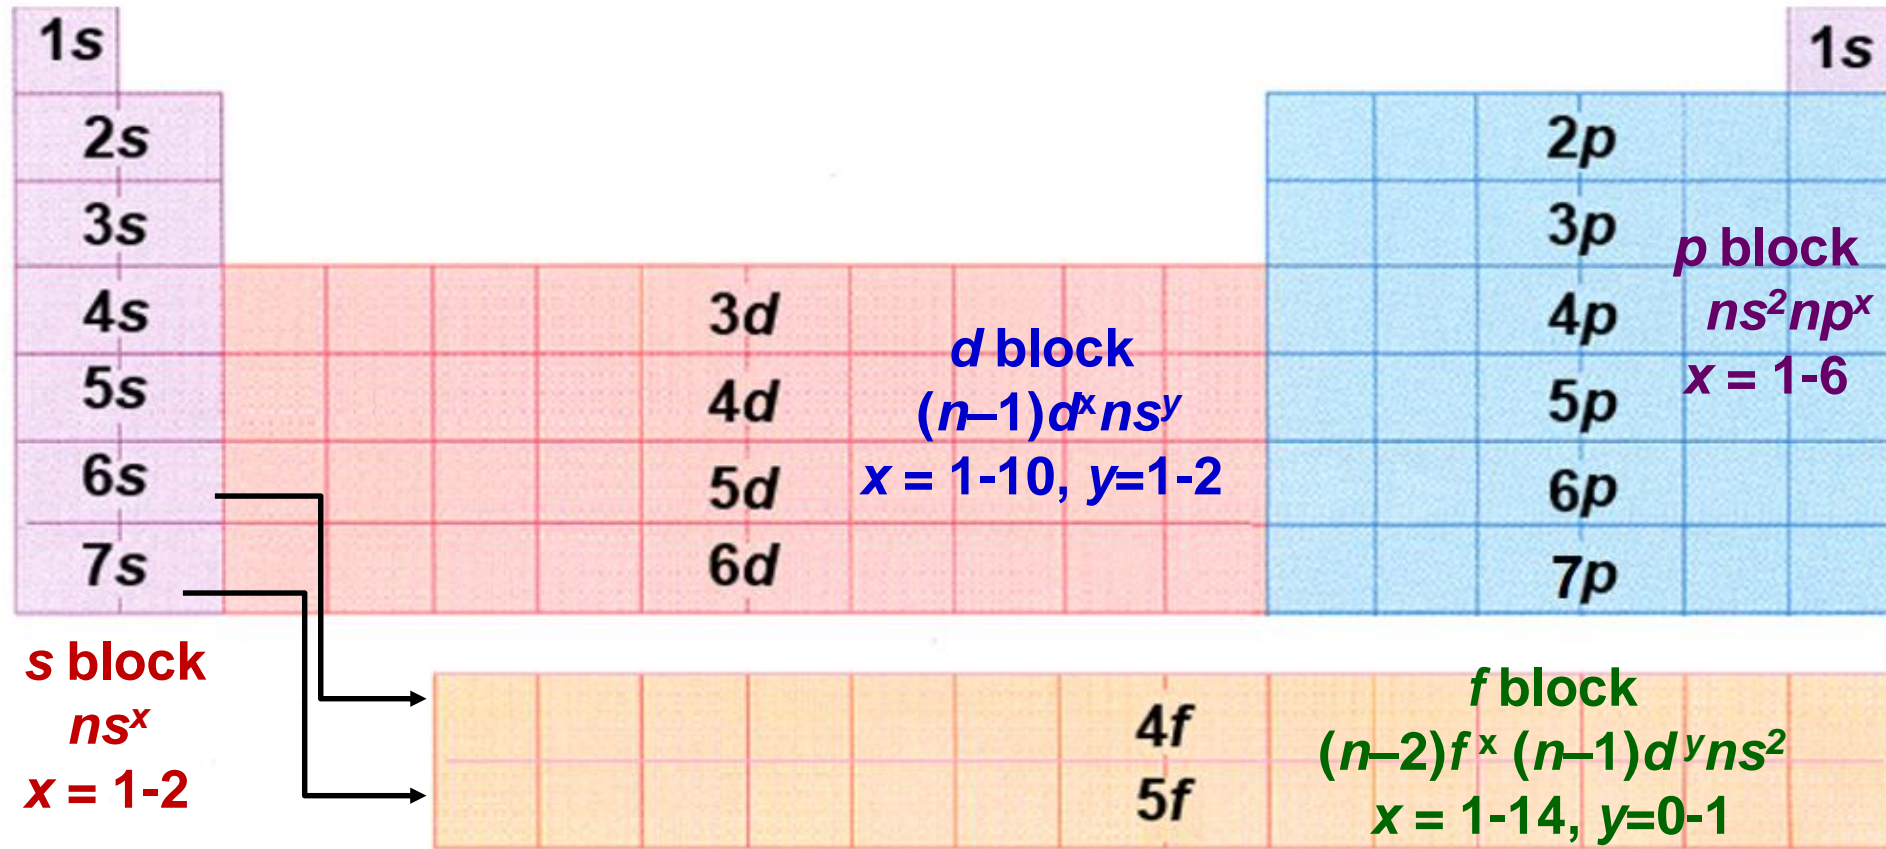 1s 1s
2s 2p
3s 3p
4s 3d 4p
5s 4d 5p
6s 5d 6p
7s 6d 7p
p block
ns²npˣ
x = 1-6
d block
(n–1)dˣnsʸ
x = 1-10, y=1-2
s block
nsˣ
x = 1-2
4f
5f
f block
(n–2)f ˣ (n–1)d ʸns²
x = 1-14, y=0-1